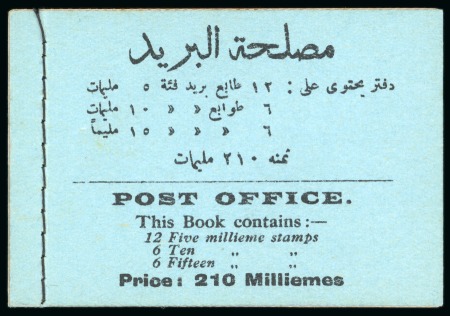 مصلحة البريد
دفتر يحتوى على : ١٢ طابع بريد فئة ٥ مليمات
٦ طوابع » » ١٠ مليمات
٦ » » » ١٥ مليماً
ثمنه ٢١٠ مليمات
POST OFFICE.
This Book contains:—
12 Five millieme stamps
6 Ten „ „
6 Fifteen „ „
Price: 210 Milliemes